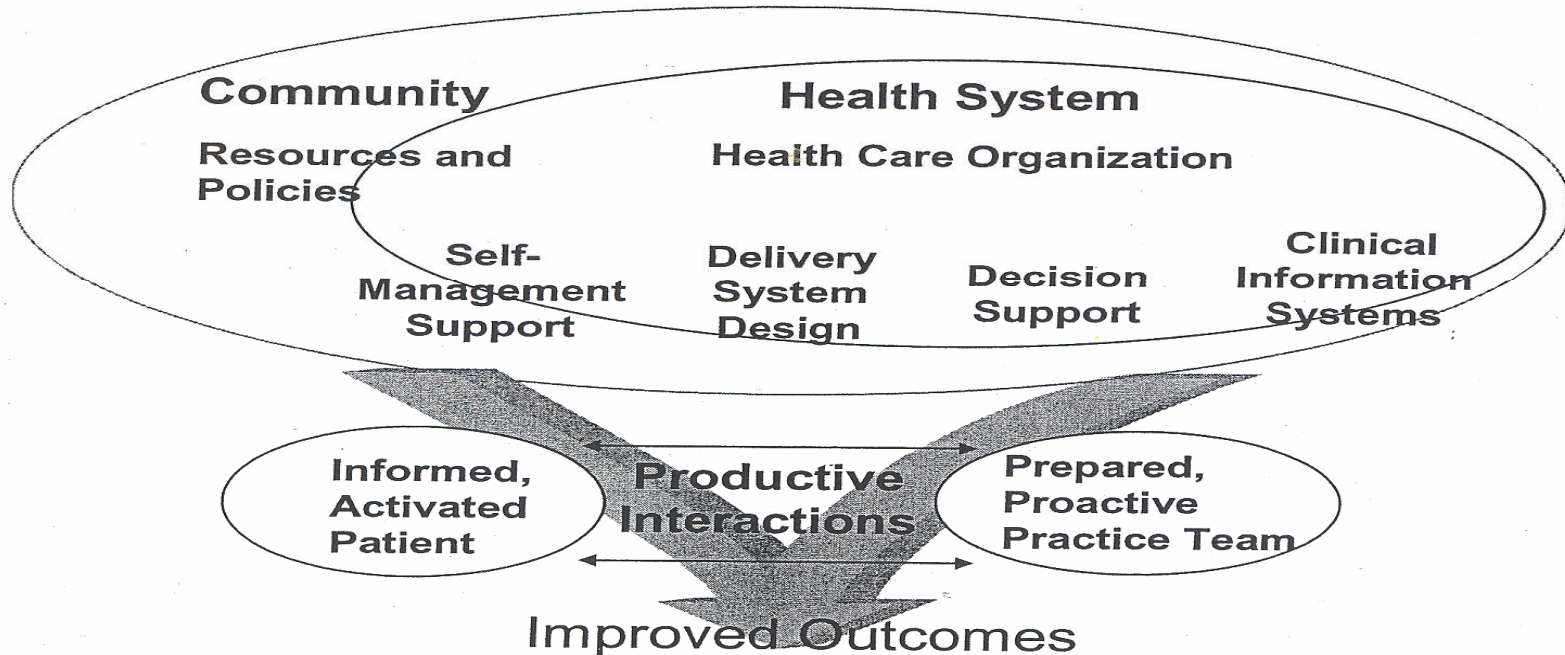 Community
Resources and
Policies
Health System
Health Care Organization
Self-
Management
Support
Delivery
System
Design
Decision
Support
Clinical
Information
Systems
Informed,
Activated
Patient
Productive
Interactions
Prepared,
Proactive
Practice Team
Improved Outcomes